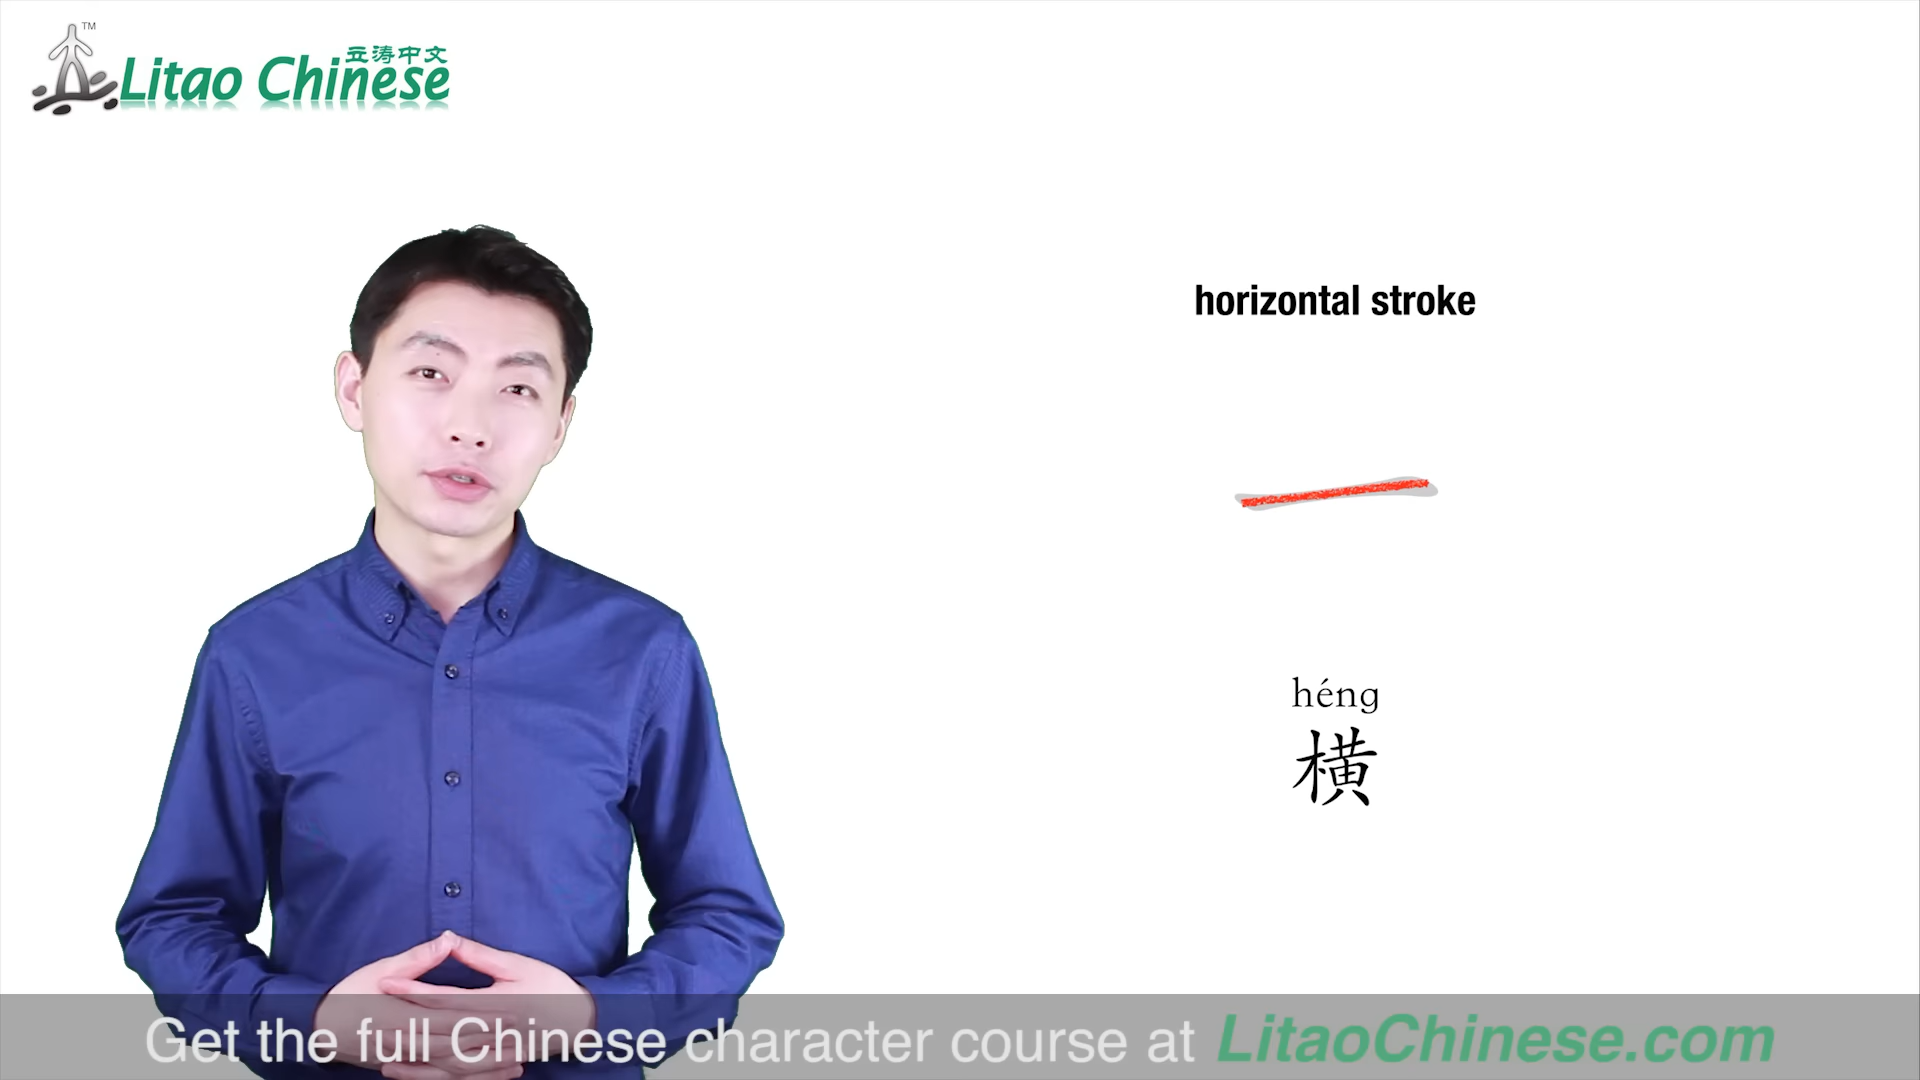 TM
立涛中文
Litao Chinese
horizontal stroke
héng
横
Get the full Chinese character course at LitaoChinese.com